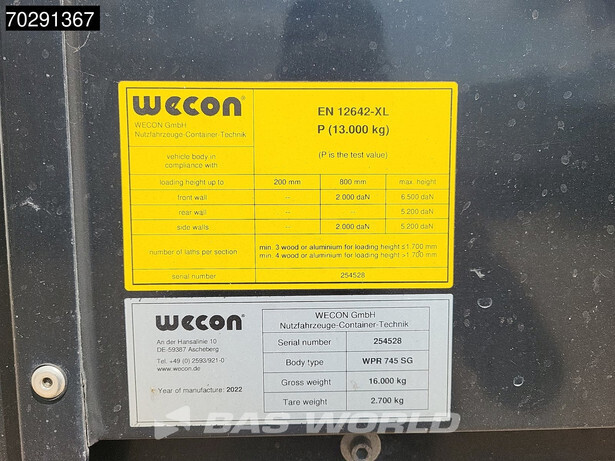 70291367
WECON
WECON GmbH
Nutzfahrzeuge-Container-Technik
EN 12642-XL
P (13.000 kg)
vehicle body in
compliance with
(P is the test value)
loading height up to 200 mm 800 mm max. height
front wall – 2.000 daN 6.500 daN
rear wall – – 5.200 daN
side walls – 2.000 daN 5.200 daN
number of laths per section
min. 3 wood or aluminium for loading height ≤1.700 mm
min. 4 wood or aluminium for loading height >1.700 mm
serial number 254528
WECON
An der Hansalinie 10
DE-59387 Ascheberg
Tel. +49 (0) 2593/921-0
www.wecon.de
Year of manufacture: 2022
WECON GmbH
Nutzfahrzeuge-Container-Technik
Serial number 254528
Body type WPR 745 SG
Gross weight 16.000 kg
Tare weight 2.700 kg
BAS WORLD